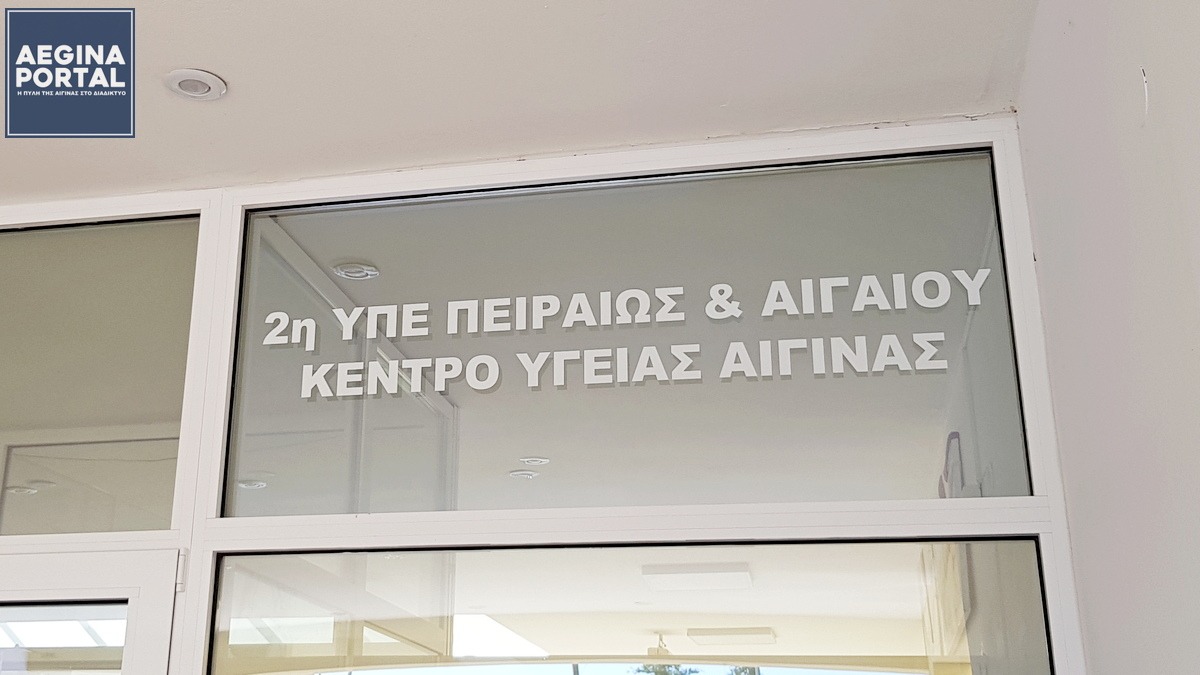 AEGINA
PORTAL
Η ΠΥΛΗ ΤΗΣ ΑΙΓΙΝΑΣ ΣΤΟ ΔΙΑΔΙΚΤΥΟ
2η ΥΠΕ ΠΕΙΡΑΙΩΣ & ΑΙΓΑΙΟΥ
ΚΕΝΤΡΟ ΥΓΕΙΑΣ ΑΙΓΙΝΑΣ